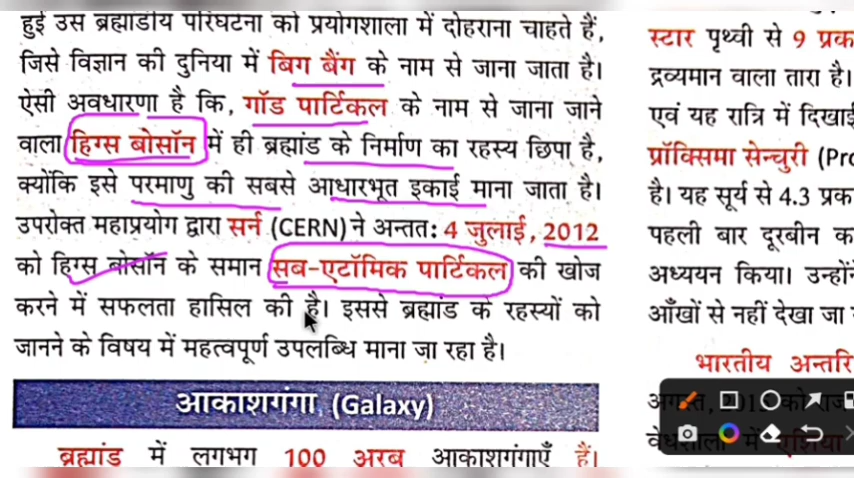 हुई उस ब्रह्मांडीय परिघटना को प्रयोगशाला में दोहराना चाहते हैं,
जिसे विज्ञान की दुनिया में बिग बैंग के नाम से जाना जाता है।
ऐसी अवधारणा है कि, गॉड पार्टिकल के नाम से जाना जाने
वाला हिग्स बोसॉन में ही ब्रह्मांड के निर्माण का रहस्य छिपा है,
क्योंकि इसे परमाणु की सबसे आधारभूत इकाई माना जाता है।
उपरोक्त महाप्रयोग द्वारा सर्न (CERN) ने अन्तत: 4 जुलाई, 2012
को हिग्स बोसॉन के समान सब-एटॉमिक पार्टिकल की खोज
करने में सफलता हासिल की है। इससे ब्रह्मांड के रहस्यों को
जानने के विषय में महत्वपूर्ण उपलब्धि माना जा रहा है।
आकाशगंगा (Galaxy)
ब्रह्मांड में लगभग 100 अरब आकाशगंगाएँ हैं।
स्टार पृथ्वी से 9 प्रक
द्रव्यमान वाला तारा है।
एवं यह रात्रि में दिखाई
प्रॉक्सिमा सेन्चुरी (Pro
है। यह सूर्य से 4.3 प्रक
पहली बार दूरबीन क
अध्ययन किया। उन्होंने
आँखों से नहीं देखा जा
भारतीय अन्तरि